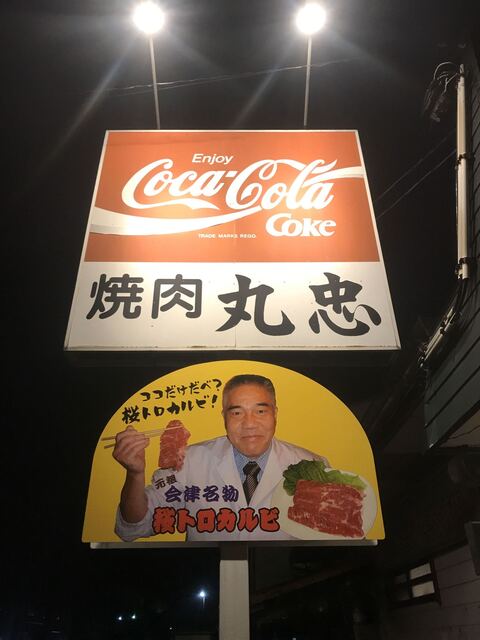 Enjoy
Coca-Cola
Coke
TRADE MARKS REGD.
焼肉 丸忠
ココだけだべ?
桜トロカルビ!
元祖
会津名物
桜トロカルビ